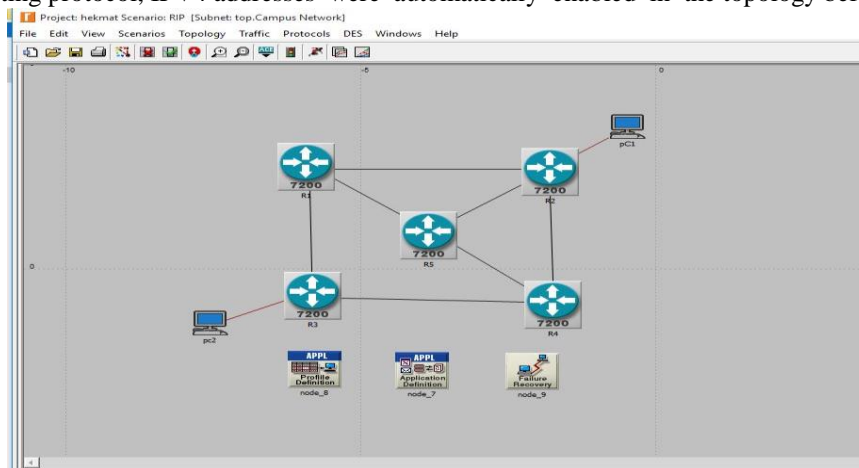 ting protocol, IPV4 addresses were automatically enabled in the topology bef
Project: hekmat Scenario: RIP [Subnet: top.Campus Network]
File Edit View Scenarios Topology Traffic Protocols DES Windows Help
-10 -5 0
pC1
7200 7200
R1 R2
7200
R5
0
7200 7200
R3 R4
pc2
APPL APPL
Profile Definition Application Definition Failure Recovery
node_8 node_7 node_9